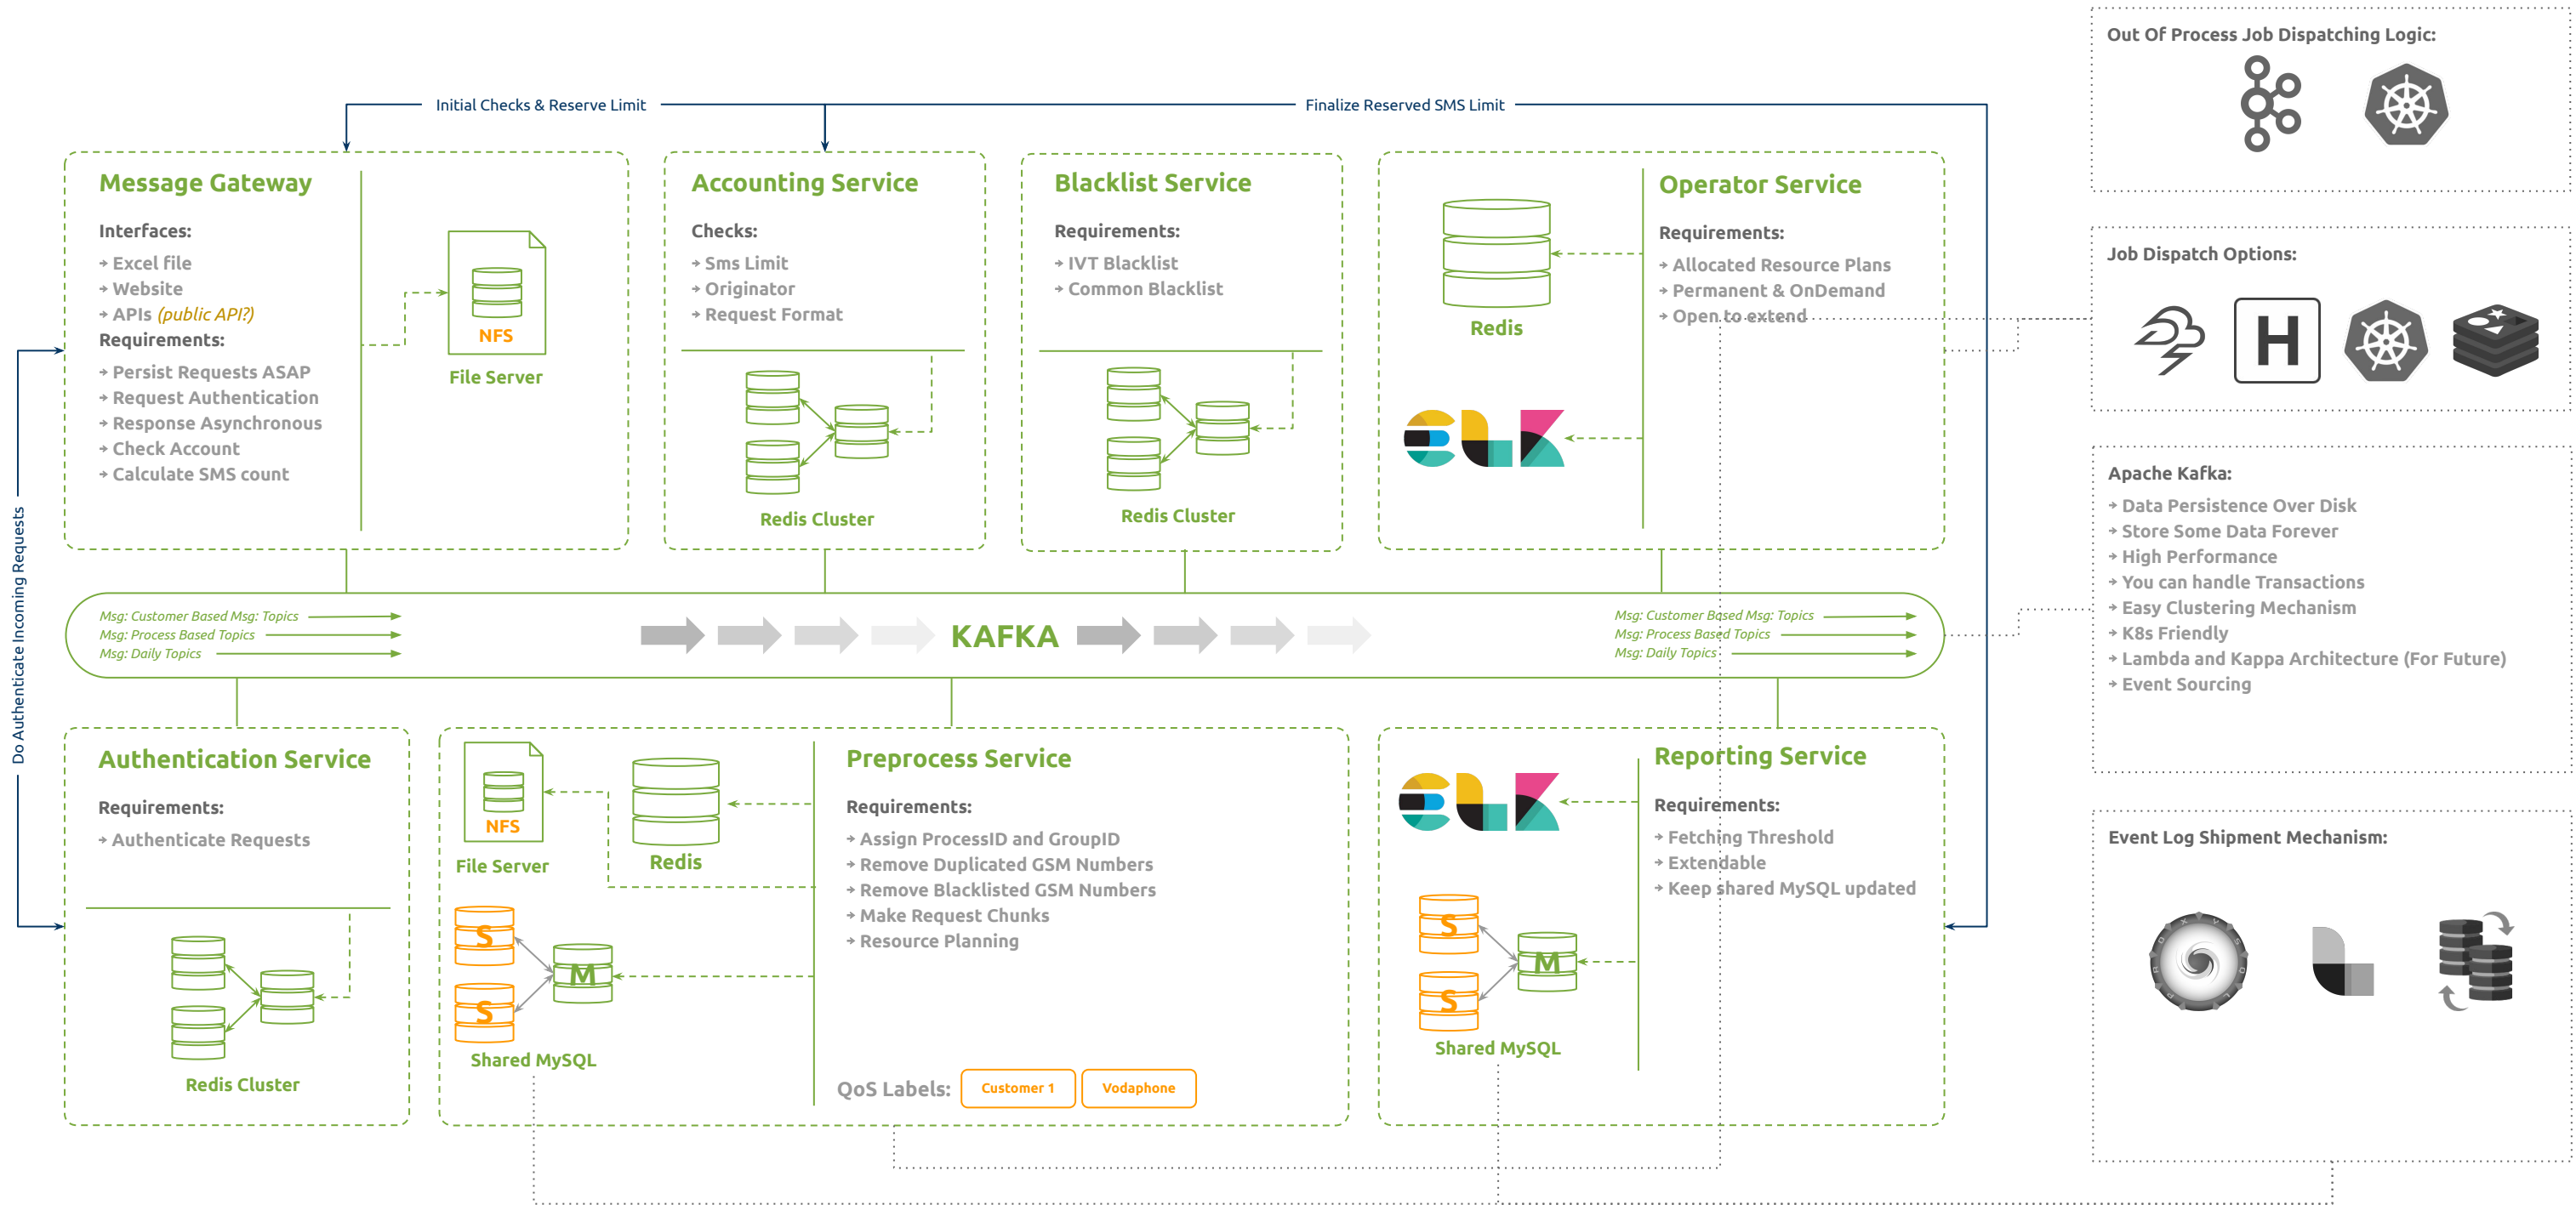 Out Of Process Job Dispatching Logic:
Initial Checks & Reserve Limit
Finalize Reserved SMS Limit
Message Gateway
Interfaces:
Excel file
Website
APIs (public API?)
Requirements:
Persist Requests ASAP
Request Authentication
Response Asynchronous
Check Account
Calculate SMS count
NFS
File Server
Accounting Service
Checks:
Sms Limit
Originator
Request Format
Redis Cluster
Blacklist Service
Requirements:
IVT Blacklist
Common Blacklist
Redis Cluster
Operator Service
Requirements:
Allocated Resource Plans
Permanent & OnDemand
Open to extend
Redis
Job Dispatch Options:
H
Do Authenticate Incoming Requests
Msg: Customer Based Msg: Topics
Msg: Process Based Topics
Msg: Daily Topics
KAFKA
Msg: Customer Based Msg: Topics
Msg: Process Based Topics
Msg: Daily Topics
Apache Kafka:
Data Persistence Over Disk
Store Some Data Forever
High Performance
You can handle Transactions
Easy Clustering Mechanism
K8s Friendly
Lambda and Kappa Architecture (For Future)
Event Sourcing
Authentication Service
Requirements:
Authenticate Requests
Redis Cluster
NFS
File Server
Redis
S
S
M
Shared MySQL
Preprocess Service
Requirements:
Assign ProcessID and GroupID
Remove Duplicated GSM Numbers
Remove Blacklisted GSM Numbers
Make Request Chunks
Resource Planning
QoS Labels:
Customer 1
Vodaphone
Reporting Service
Requirements:
Fetching Threshold
Extendable
Keep shared MySQL updated
S
S
M
Shared MySQL
Event Log Shipment Mechanism: